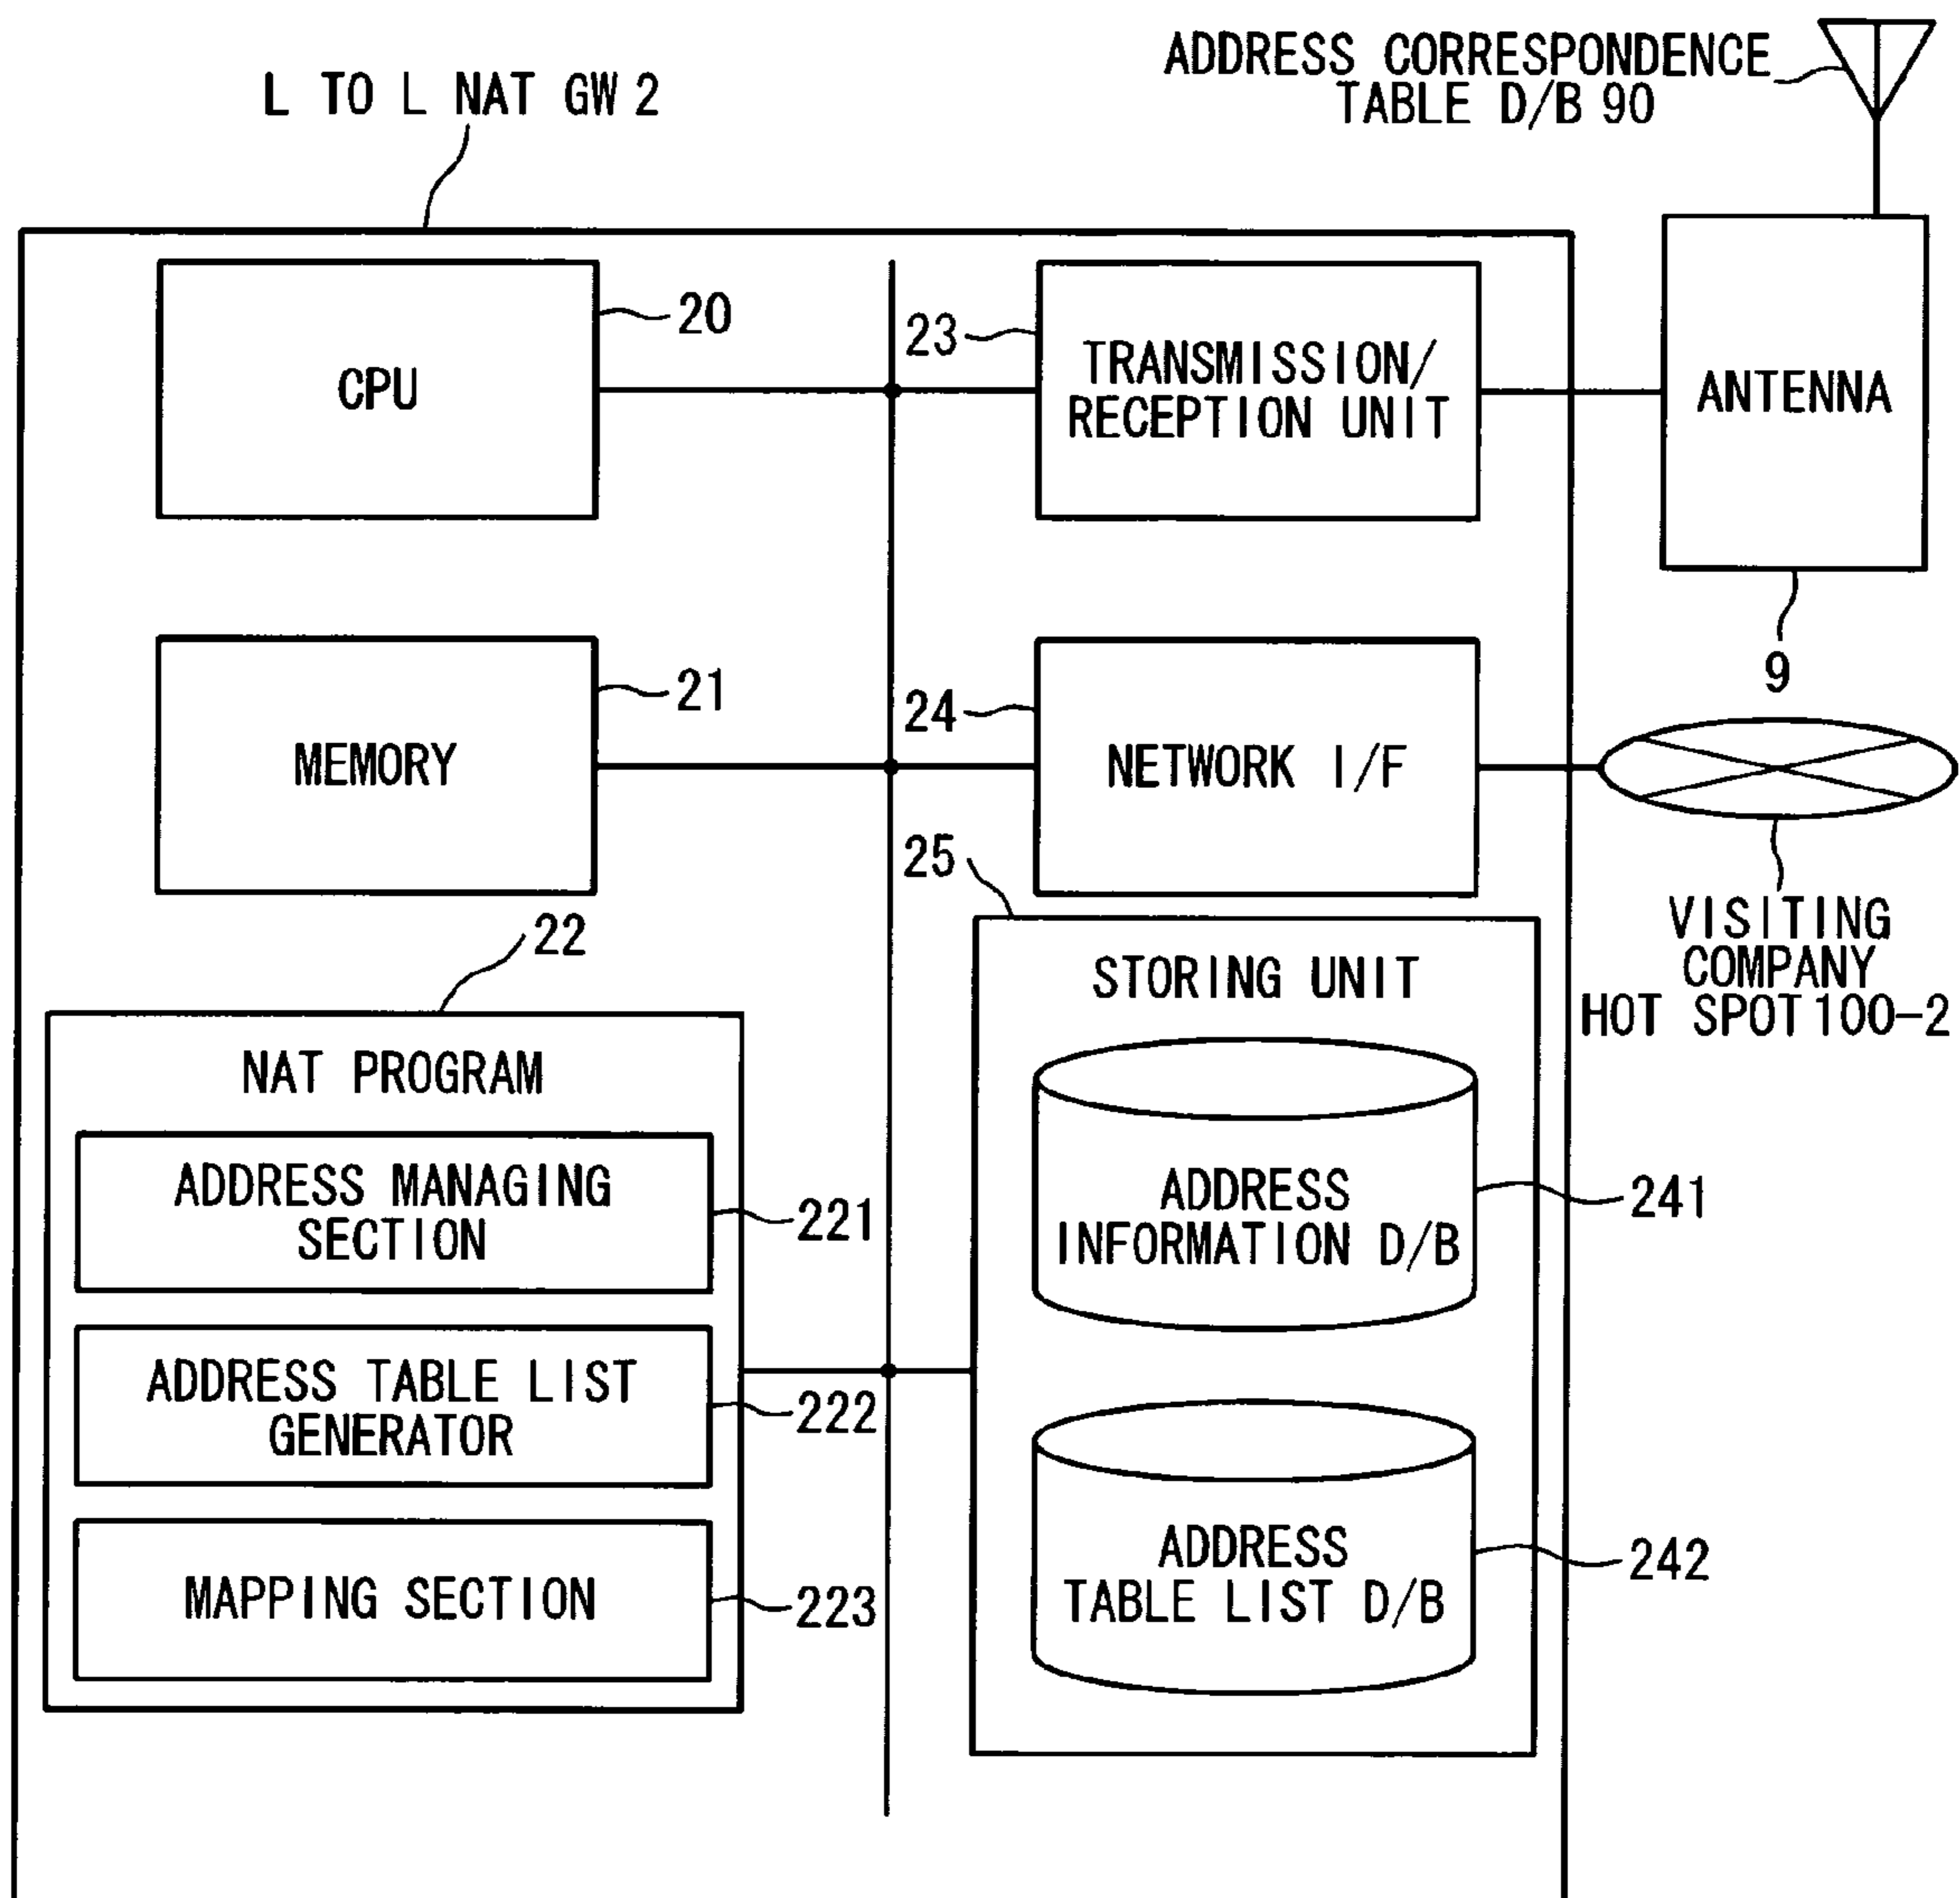 ADDRESS CORRESPONDENCE
TABLE D/B 90
L TO L NAT GW 2
CPU
20
23
TRANSMISSION/
RECEPTION UNIT
ANTENNA
9
MEMORY
21
24
NETWORK I/F
VISITING
COMPANY
HOT SPOT 100-2
22
NAT PROGRAM
ADDRESS MANAGING
SECTION
221
ADDRESS TABLE LIST
GENERATOR
222
MAPPING SECTION
223
25
STORING UNIT
ADDRESS
INFORMATION D/B
241
ADDRESS
TABLE LIST D/B
242